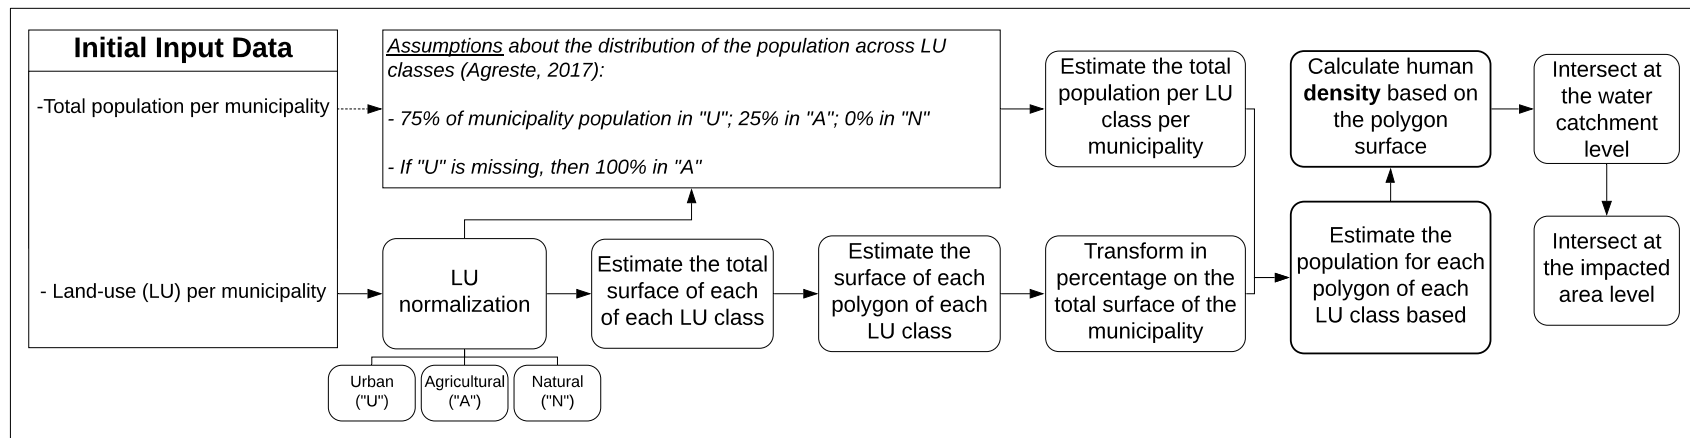 Initial Input Data
-Total population per municipality
- Land-use (LU) per municipality
Assumptions about the distribution of the population across LU
classes (Agreste, 2017):
- 75% of municipality population in "U"; 25% in "A"; 0% in "N"
- If "U" is missing, then 100% in "A"
Estimate the total
population per LU
class per
municipality
Calculate human
density based on
the polygon
surface
Intersect at
the water
catchment
level
LU
normalization
Estimate the total
surface of each
of each LU class
Estimate the
surface of each
polygon of each
LU class
Transform in
percentage on the
total surface of the
municipality
Estimate the
population for each
polygon of each
LU class based
Intersect at
the impacted
area level
Urban
("U")
Agricultural
("A")
Natural
("N")